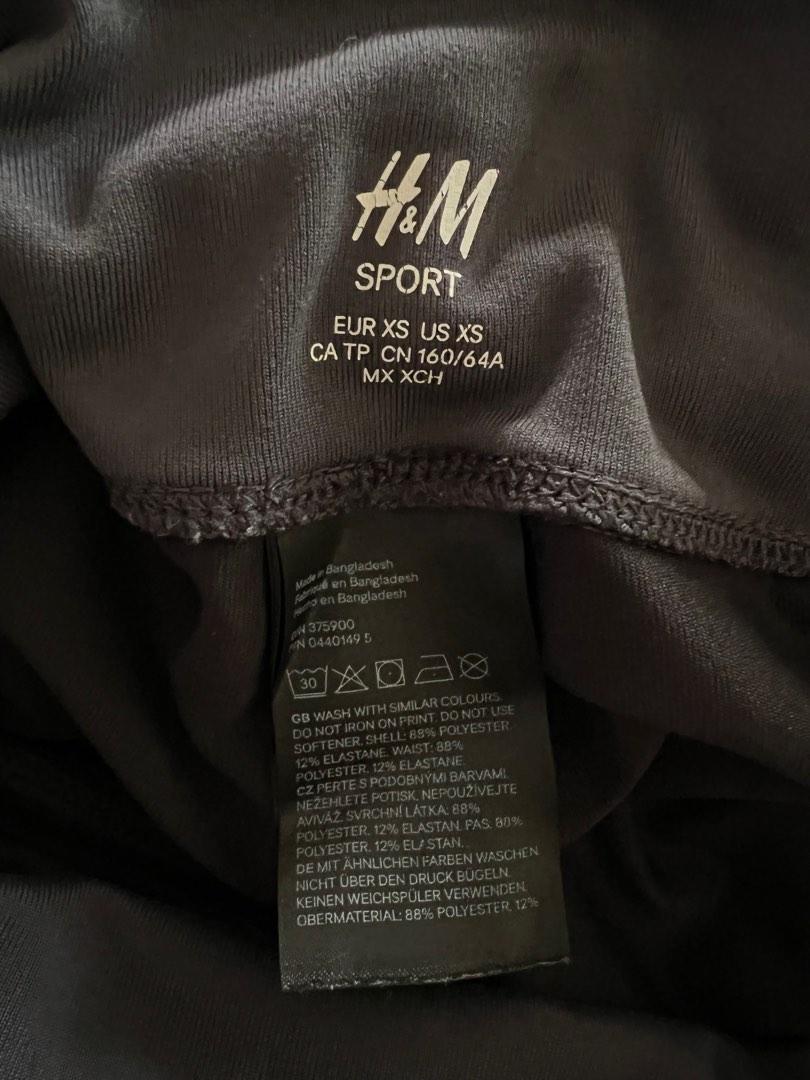 H&M
SPORT
EUR XS US XS
CA TP CN 160/64A
MX XCH
Made in Bangladesh
Fabriqué en Bangladesh
Hecho en Bangladesh
375900
0440149 5
30
GB WASH WITH SIMILAR COLOURS.
DO NOT IRON ON PRINT. DO NOT USE
SOFTENER. SHELL: 88% POLYESTER.
12% ELASTANE. WAIST: 88%
POLYESTER. 12% ELASTANE.
CZ PERTE S PODOBNÝMI BARVAMI.
NEŽEHLETE POTISK. NEPOUŽÍVEJTE
AVIVÁŽ. SVRCHNÍ LÁTKA: 88%
POLYESTER. 12% ELASTAN. PAS: 88%
POLYESTER. 12% ELASTAN.
DE MIT ÄHNLICHEN FARBEN WASCHEN.
NICHT ÜBER DEN DRUCK BÜGELN.
KEINEN WEICHSPÜLER VERWENDEN.
OBERMATERIAL: 88% POLYESTER. 12%